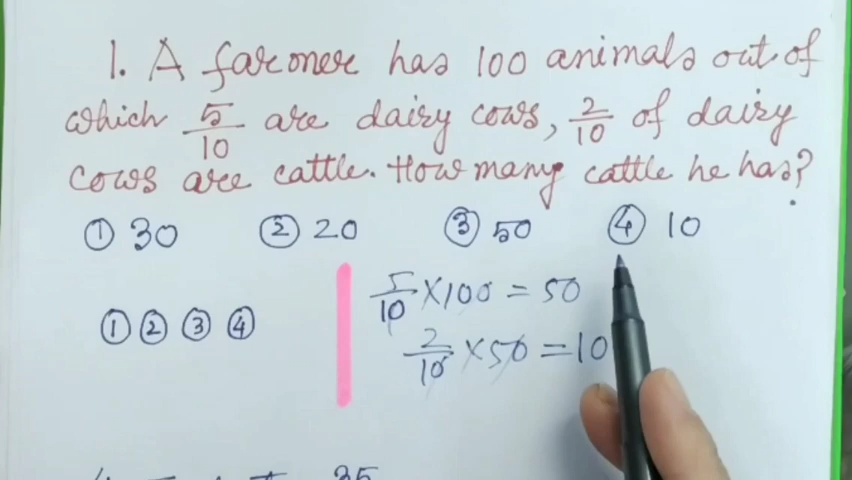 1. A farmer has 100 animals out of
which 5/10 are dairy cows, 2/10 of dairy
cows are cattle. How many cattle he has?
① 30 ② 20 ③ 50 ④ 10
5/10 × 100 = 50
① ② ③ ④
2/10 × 50 = 10
35